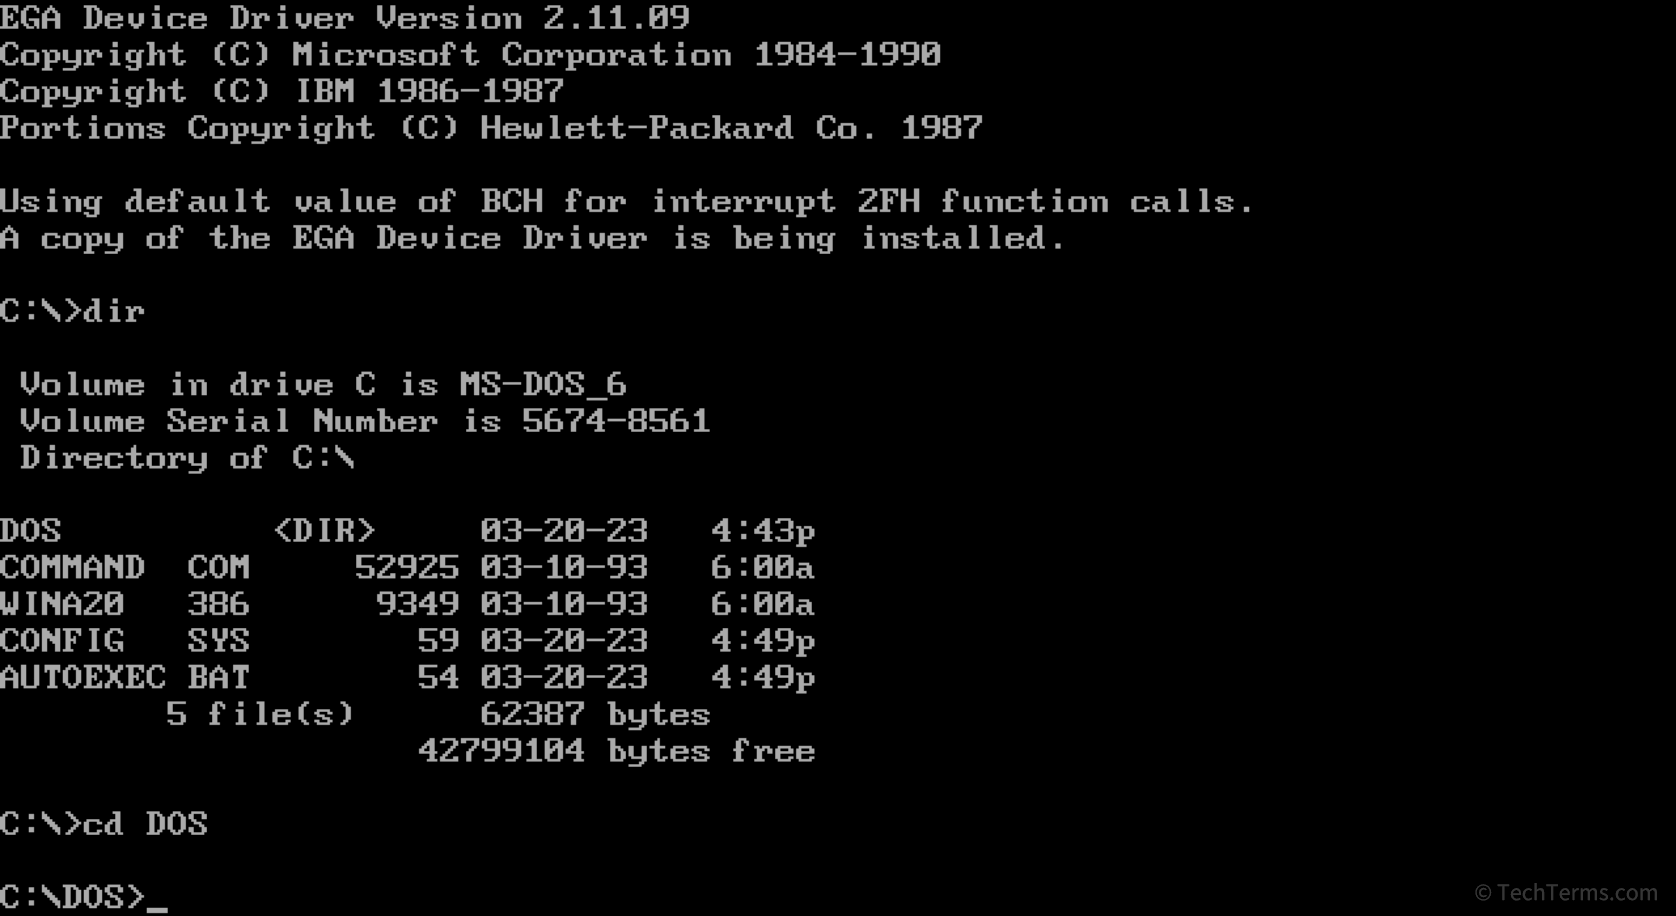 EGA Device Driver Version 2.11.09
Copyright (C) Microsoft Corporation 1984-1990
Copyright (C) IBM 1986-1987
Portions Copyright (C) Hewlett-Packard Co. 1987
Using default value of BCH for interrupt 2FH function calls.
A copy of the EGA Device Driver is being installed.
C:\>dir
Volume in drive C is MS-DOS_6
Volume Serial Number is 5674-8561
Directory of C:\
DOS          <DIR>     03-20-23   4:43p
COMMAND  COM     52925 03-10-93   6:00a
WINA20   386      9349 03-10-93   6:00a
CONFIG   SYS        59 03-20-23   4:49p
AUTOEXEC BAT        54 03-20-23   4:49p
        5 file(s)      62387 bytes
                    42799104 bytes free
C:\>cd DOS
C:\DOS>_
© TechTerms.com